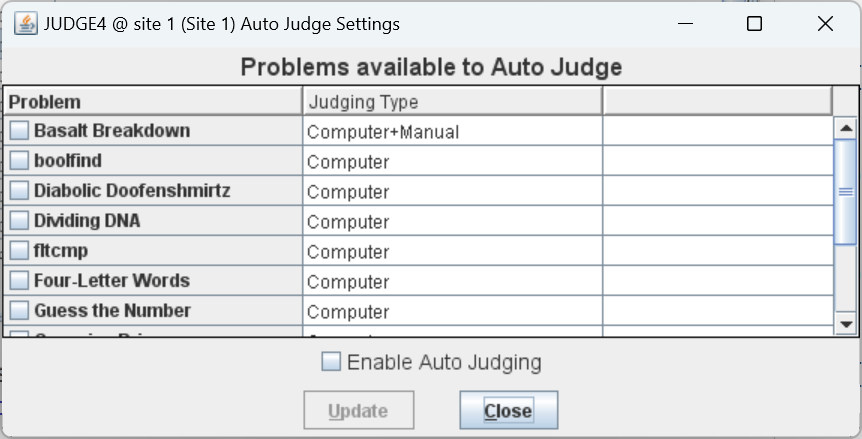 JUDGE4 @ site 1 (Site 1) Auto Judge Settings
Problems available to Auto Judge
Problem Judging Type
Basalt Breakdown Computer+Manual
boolfind Computer
Diabolic Doofenshmirtz Computer
Dividing DNA Computer
fltcmp Computer
Four-Letter Words Computer
Guess the Number Computer
Enable Auto Judging
Update Close